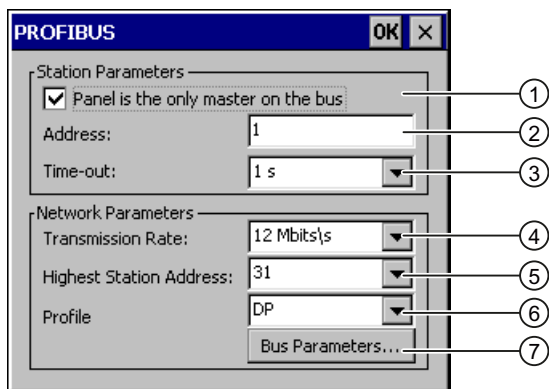 PROFIBUS OK ×
Station Parameters
Panel is the only master on the bus 1
Address: 1 2
Time-out: 1 s 3
Network Parameters
Transmission Rate: 12 Mbits\s 4
Highest Station Address: 31 5
Profile DP 6
Bus Parameters... 7